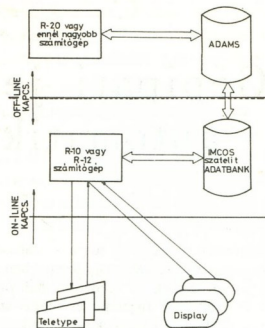 R-20 vagy
ennél nagyobb
számítógép
ADAMS
OFF-LINE
KAPCS.
R-10 vagy
R-12
számítógép
IMCOS
szatelit
ADATBANK
ON-LINE
KAPCS.
Teletype
Display